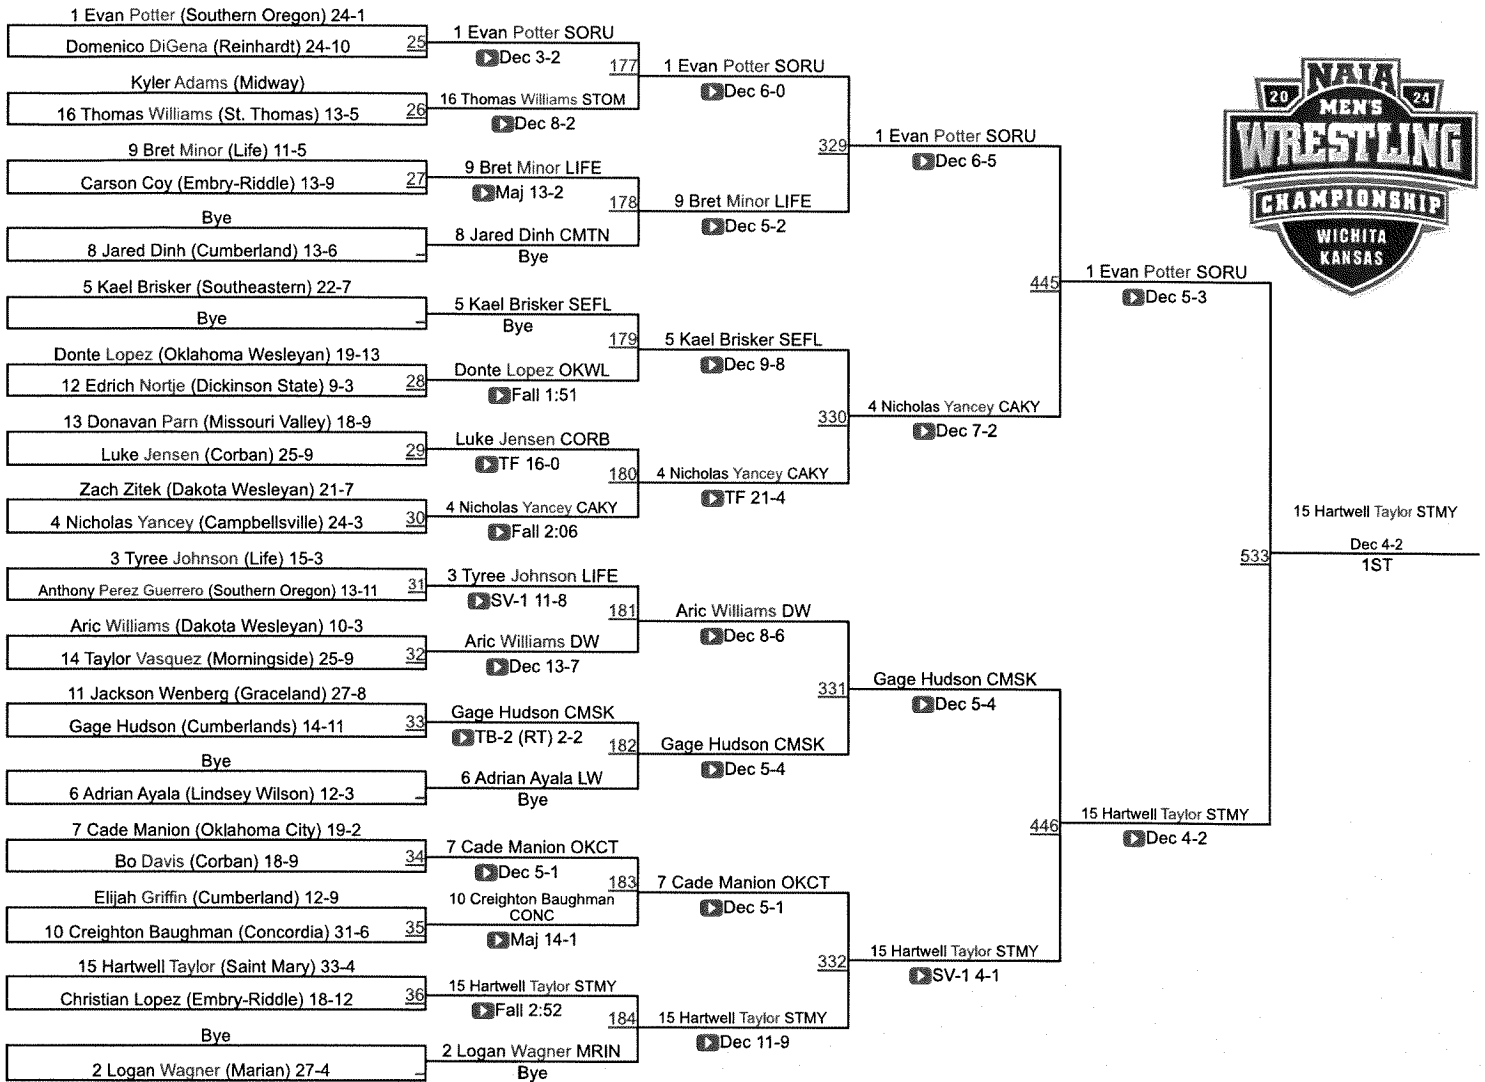 1 Evan Potter (Southern Oregon) 24-1
Domenico DiGena (Reinhardt) 24-10
25
Kyler Adams (Midway)
16 Thomas Williams (St. Thomas) 13-5
26
9 Bret Minor (Life) 11-5
Carson Coy (Embry-Riddle) 13-9
27
Bye
8 Jared Dinh (Cumberland) 13-6
5 Kael Brisker (Southeastern) 22-7
Bye
Donte Lopez (Oklahoma Wesleyan) 19-13
12 Edrich Nortje (Dickinson State) 9-3
28
13 Donavan Parn (Missouri Valley) 18-9
Luke Jensen (Corban) 25-9
29
Zach Zitek (Dakota Wesleyan) 21-7
4 Nicholas Yancey (Campbellsville) 24-3
30
3 Tyree Johnson (Life) 15-3
Anthony Perez Guerrero (Southern Oregon) 13-11
31
Aric Williams (Dakota Wesleyan) 10-3
14 Taylor Vasquez (Morningside) 25-9
32
11 Jackson Wenberg (Graceland) 27-8
Gage Hudson (Cumberlands) 14-11
33
Bye
6 Adrian Ayala (Lindsey Wilson) 12-3
7 Cade Manion (Oklahoma City) 19-2
Bo Davis (Corban) 18-9
34
Elijah Griffin (Cumberland) 12-9
10 Creighton Baughman (Concordia) 31-6
35
15 Hartwell Taylor (Saint Mary) 33-4
Christian Lopez (Embry-Riddle) 18-12
36
Bye
2 Logan Wagner (Marian) 27-4
1 Evan Potter SORU
Dec 3-2
177
16 Thomas Williams STOM
Dec 8-2
9 Bret Minor LIFE
Maj 13-2
178
8 Jared Dinh CMTN
Bye
5 Kael Brisker SEFL
Bye
179
Donte Lopez OKWL
Fall 1:51
Luke Jensen CORB
TF 16-0
180
4 Nicholas Yancey CAKY
Fall 2:06
3 Tyree Johnson LIFE
SV-1 11-8
181
Aric Williams DW
Dec 13-7
Gage Hudson CMSK
TB-2 (RT) 2-2
182
6 Adrian Ayala LW
Bye
7 Cade Manion OKCT
Dec 5-1
183
10 Creighton Baughman
CONC
Maj 14-1
15 Hartwell Taylor STMY
Fall 2:52
184
2 Logan Wagner MRIN
Bye
1 Evan Potter SORU
Dec 6-0
329
9 Bret Minor LIFE
Dec 5-2
5 Kael Brisker SEFL
Dec 9-8
330
4 Nicholas Yancey CAKY
TF 21-4
Aric Williams DW
Dec 8-6
331
Gage Hudson CMSK
Dec 5-4
7 Cade Manion OKCT
Dec 5-1
332
15 Hartwell Taylor STMY
Dec 11-9
1 Evan Potter SORU
Dec 6-5
445
4 Nicholas Yancey CAKY
Dec 7-2
Gage Hudson CMSK
Dec 5-4
446
15 Hartwell Taylor STMY
SV-1 4-1
1 Evan Potter SORU
Dec 5-3
533
15 Hartwell Taylor STMY
Dec 4-2
15 Hartwell Taylor STMY
Dec 4-2
1ST
NAIA
20 24
MEN'S
WRESTLING
CHAMPIONSHIP
WICHITA
KANSAS